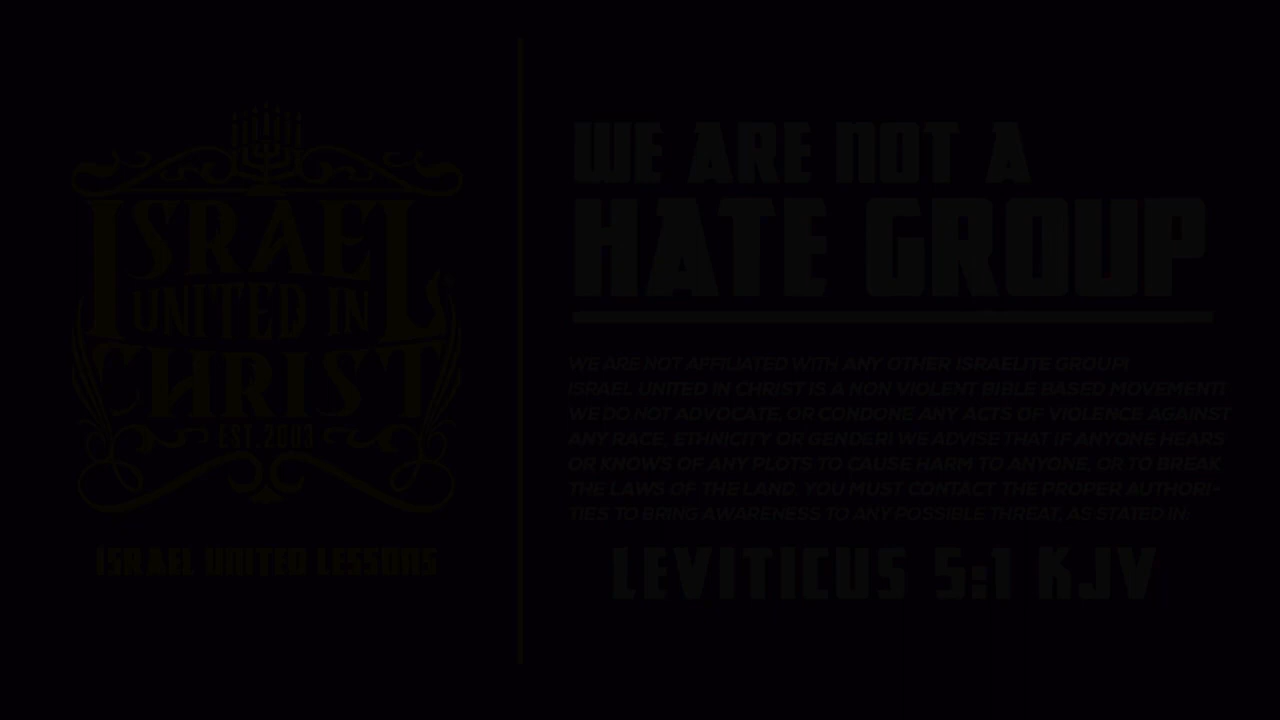 ISRAEL
UNITED IN
CHRIST
EST. 2003
ISRAEL UNITED LESSONS
WE ARE NOT A
HATE GROUP
WE ARE NOT AFFILIATED WITH ANY OTHER ISRAELITE GROUP!
ISRAEL UNITED IN CHRIST IS A NON VIOLENT BIBLE BASED MOVEMENT!
WE DO NOT ADVOCATE, OR CONDONE ANY ACTS OF VIOLENCE AGAINST
ANY RACE, ETHNICITY OR GENDER! WE ADVISE THAT IF ANYONE HEARS
OR KNOWS OF ANY PLOTS TO CAUSE HARM TO ANYONE, OR TO BREAK
THE LAWS OF THE LAND. YOU MUST CONTACT THE PROPER AUTHORI-
TIES TO BRING AWARENESS TO ANY POSSIBLE THREAT, AS STATED IN:
LEVITICUS 5:1 KJV